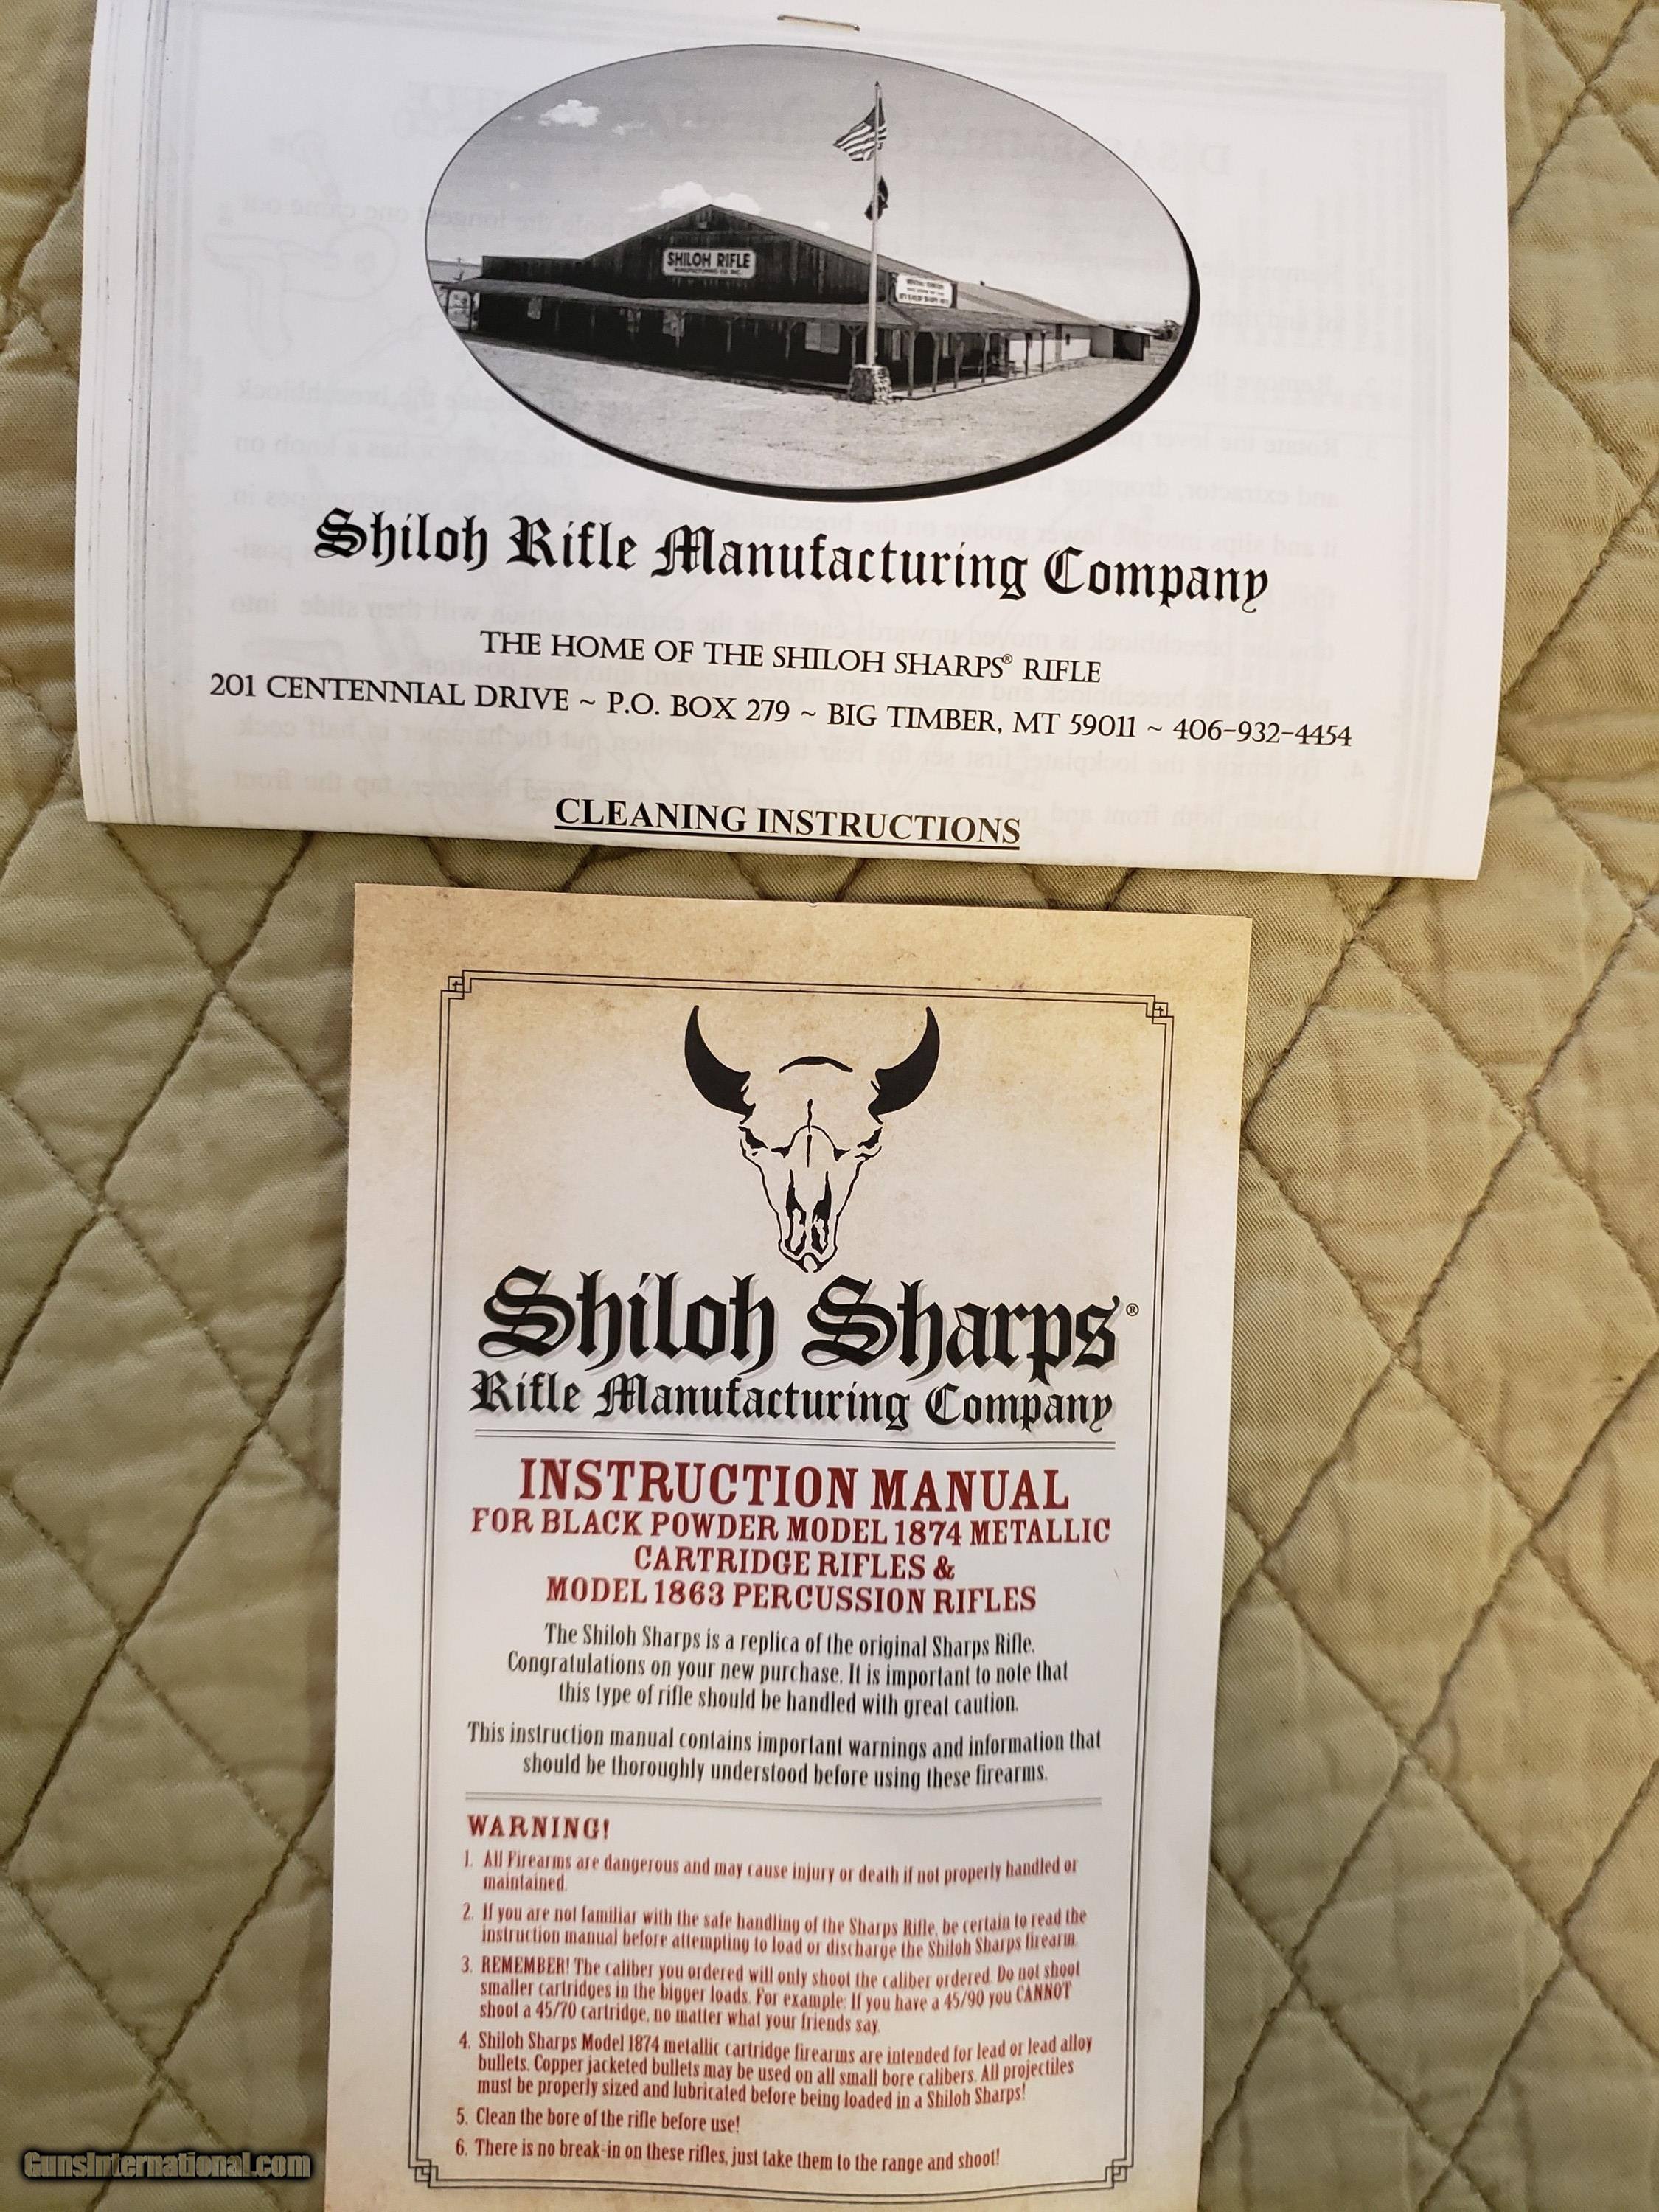 SHILOH RIFLE
MANUFACTURING CO. INC.
Shiloh Rifle Manufacturing Company
THE HOME OF THE SHILOH SHARPS® RIFLE
201 CENTENNIAL DRIVE ~ P.O. BOX 279 ~ BIG TIMBER, MT 59011 ~ 406-932-4454
CLEANING INSTRUCTIONS
Shiloh Sharps®
Rifle Manufacturing Company
INSTRUCTION MANUAL
FOR BLACK POWDER MODEL 1874 METALLIC
CARTRIDGE RIFLES &
MODEL 1863 PERCUSSION RIFLES
The Shiloh Sharps is a replica of the original Sharps Rifle.
Congratulations on your new purchase. It is important to note that
this type of rifle should be handled with great caution.
This instruction manual contains important warnings and information that
should be thoroughly understood before using these firearms.
WARNING!
1. All Firearms are dangerous and may cause injury or death if not properly handled or
maintained.
2. If you are not familiar with the safe handling of the Sharps Rifle, be certain to read the
instruction manual before attempting to load or discharge the Shiloh Sharps firearm.
3. REMEMBER! The caliber you ordered will only shoot the caliber ordered. Do not shoot
smaller cartridges in the bigger loads. For example: If you have a 45/90 you CANNOT
shoot a 45/70 cartridge, no matter what your friends say.
4. Shiloh Sharps Model 1874 metallic cartridge firearms are intended for lead or lead alloy
bullets. Copper jacketed bullets may be used on all small bore calibers. All projectiles
must be properly sized and lubricated before being loaded in a Shiloh Sharps!
5. Clean the bore of the rifle before use!
6. There is no break-in on these rifles, just take them to the range and shoot!
GunsInternational.com